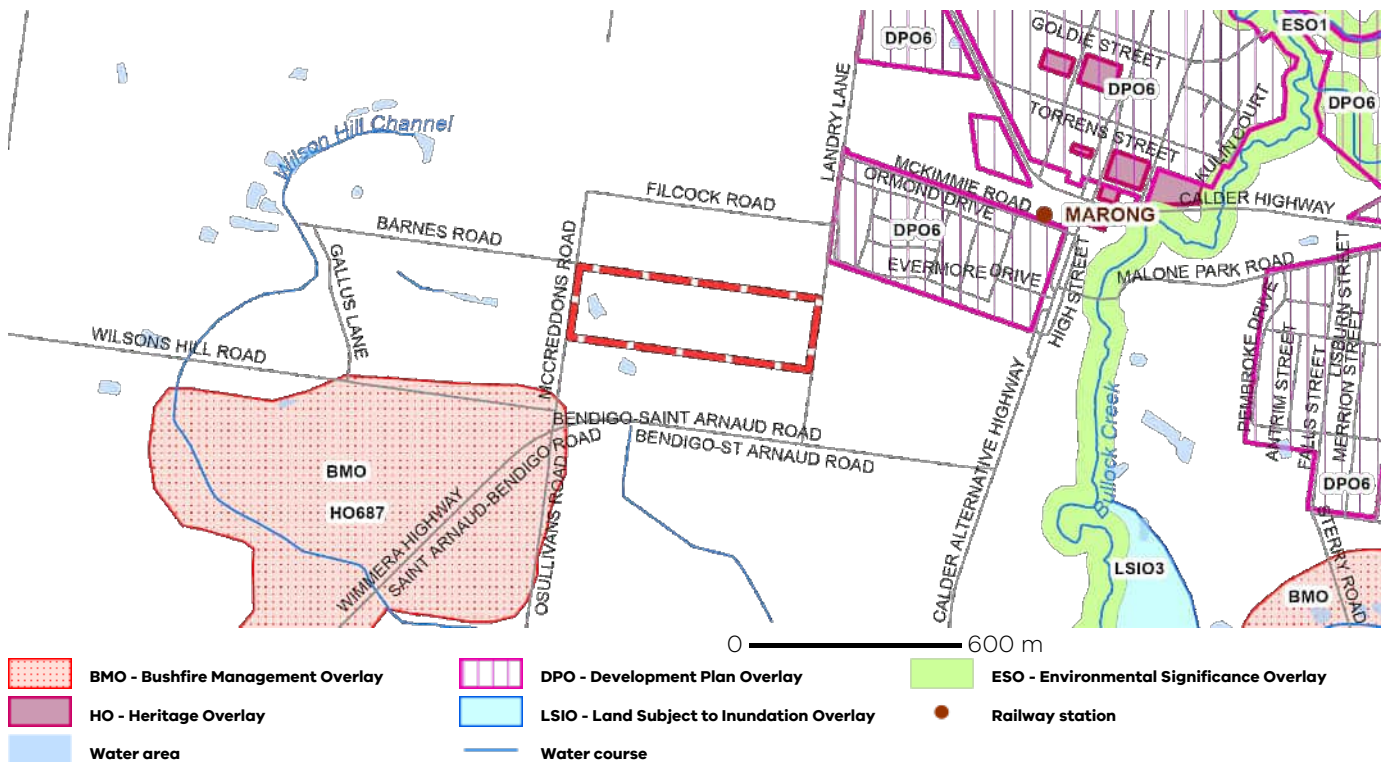 ESO1
GOLDIE STREET
DPO6
DPO6
DPO6
LANDRY LANE
TORRENS STREET
KULIN COURT
Wilson Hill Channel
MCKIMMIE ROAD
ORMOND DRIVE
MARONG
CALDER HIGHWAY
FILCOCK ROAD
BARNES ROAD
DPO6
EVERMORE DRIVE
MALONE PARK ROAD
GALLUS LANE
MCCREDDONS ROAD
HIGH STREET
PEMBROKE DRIVE
LISBURN STREET
WILSONS HILL ROAD
ANTRIM STREET
FALLS STREET
MERRION STREET
BENDIGO-SAINT ARNAUD ROAD
BENDIGO-ST ARNAUD ROAD
Bullock Creek
CALDER ALTERNATIVE HIGHWAY
BMO
HO687
DPO6
STERRY ROAD
WIMMERA HIGHWAY
SAINT ARNAUD-BENDIGO ROAD
OSULLIVANS ROAD
LSIO3
BMO
0 600 m
BMO - Bushfire Management Overlay
DPO - Development Plan Overlay
ESO - Environmental Significance Overlay
HO - Heritage Overlay
LSIO - Land Subject to Inundation Overlay
Railway station
Water area
Water course